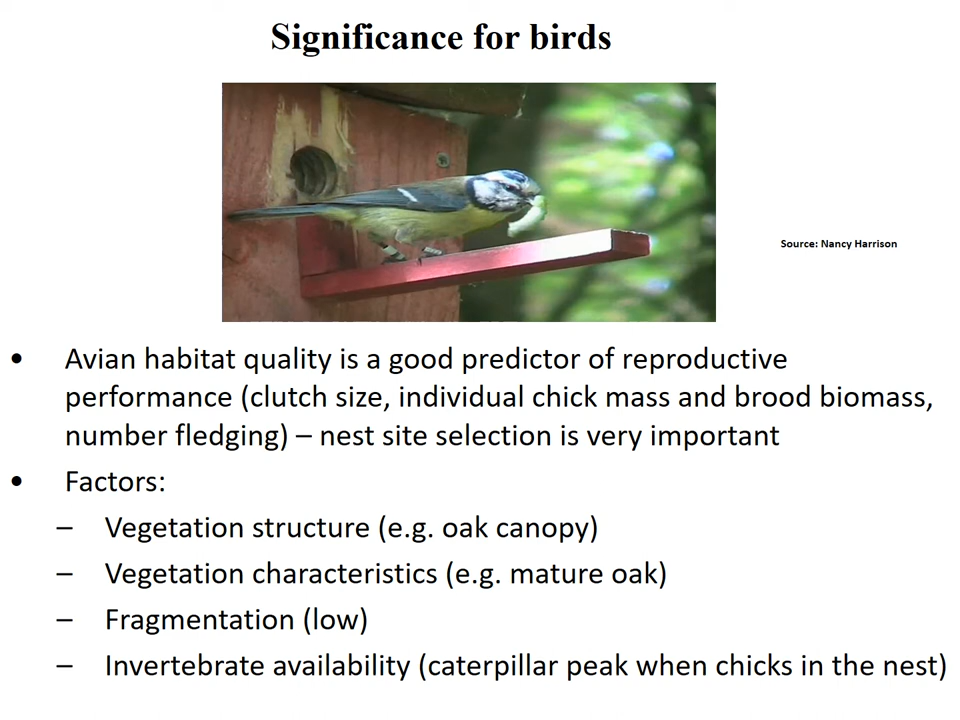 Significance for birds
Source: Nancy Harrison
• Avian habitat quality is a good predictor of reproductive
performance (clutch size, individual chick mass and brood biomass,
number fledging) – nest site selection is very important
• Factors:
– Vegetation structure (e.g. oak canopy)
– Vegetation characteristics (e.g. mature oak)
– Fragmentation (low)
– Invertebrate availability (caterpillar peak when chicks in the nest)